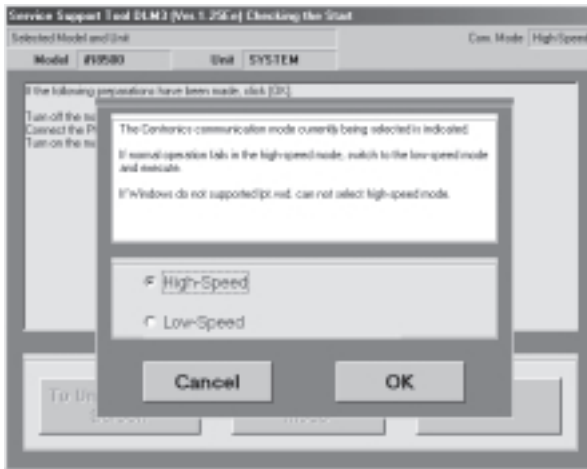 Service Support Tool DLM3 (Ver.1.25En) Checking the Start
Selected Model and Unit
Com. Mode High-Speed
Model Unit SYSTEM
If the following preparations have been made, click [OK].
Turn off the
Connect the
Turn on the
The Centronics communication mode currently being selected is indicated.
If normal operation fails in the high-speed mode, switch to the low-speed mode
and execute.
If Windows do not supported lpt.vxd, can not select high-speed mode.
High-Speed
Low-Speed
Cancel OK
To